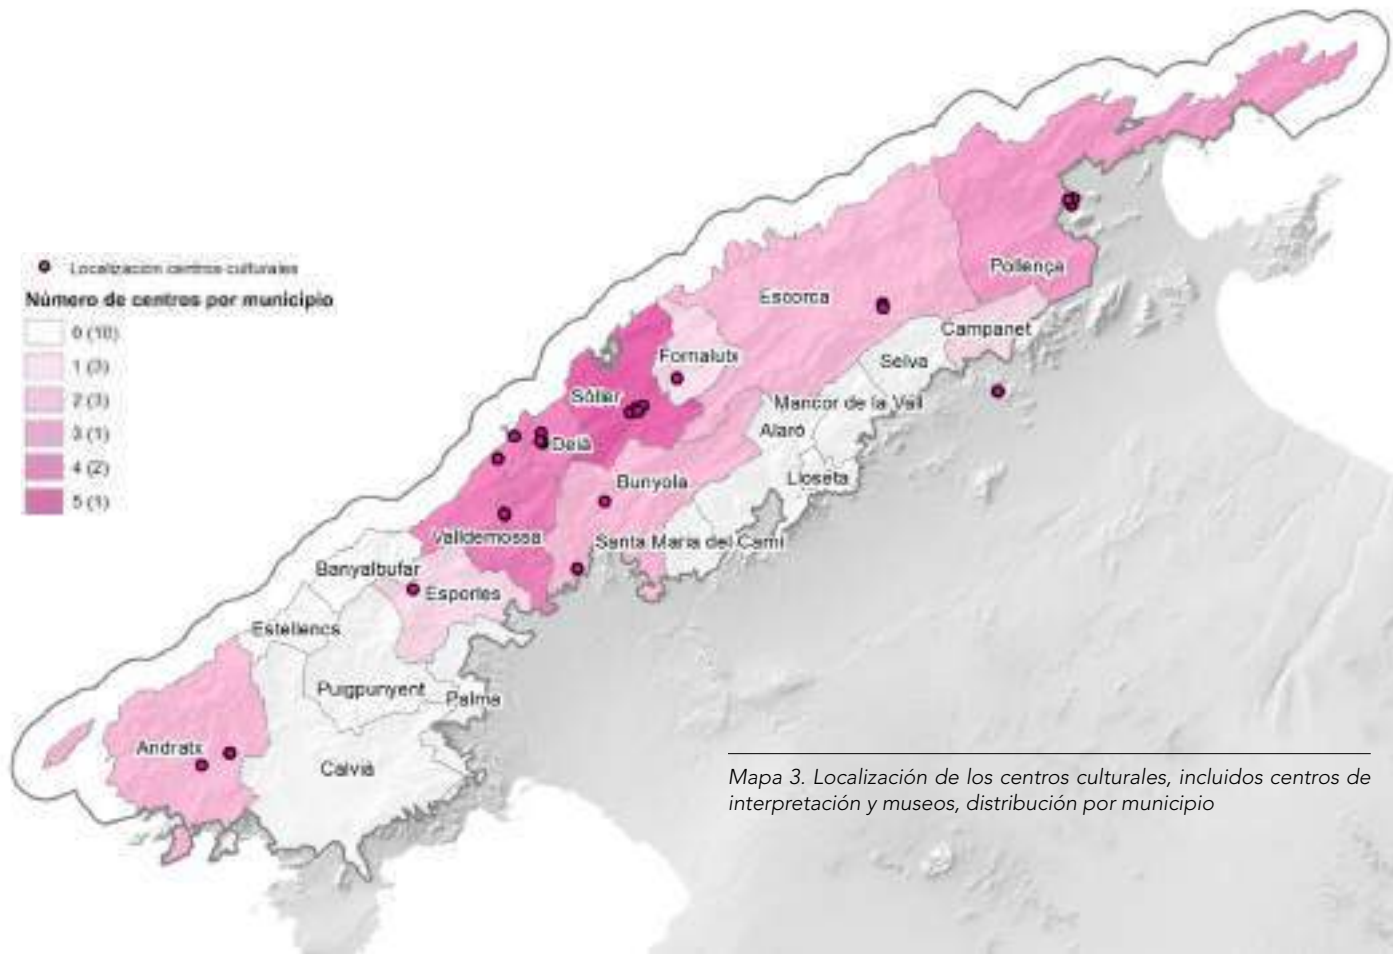 Localización centros culturales
Número de centros por municipio
0 (10)
1 (3)
2 (3)
3 (1)
4 (2)
5 (1)
Pollença
Escorca
Campanet
Fornalutx
Selva
Sóller
Mancor de la Vall
Alaró
Deià
Lloseta
Bunyola
Valldemossa
Santa Maria del Camí
Banyalbufar
Esporles
Estellencs
Puigpunyent
Palma
Andratx
Calvià
Mapa 3. Localización de los centros culturales, incluidos centros de
interpretación y museos, distribución por municipio